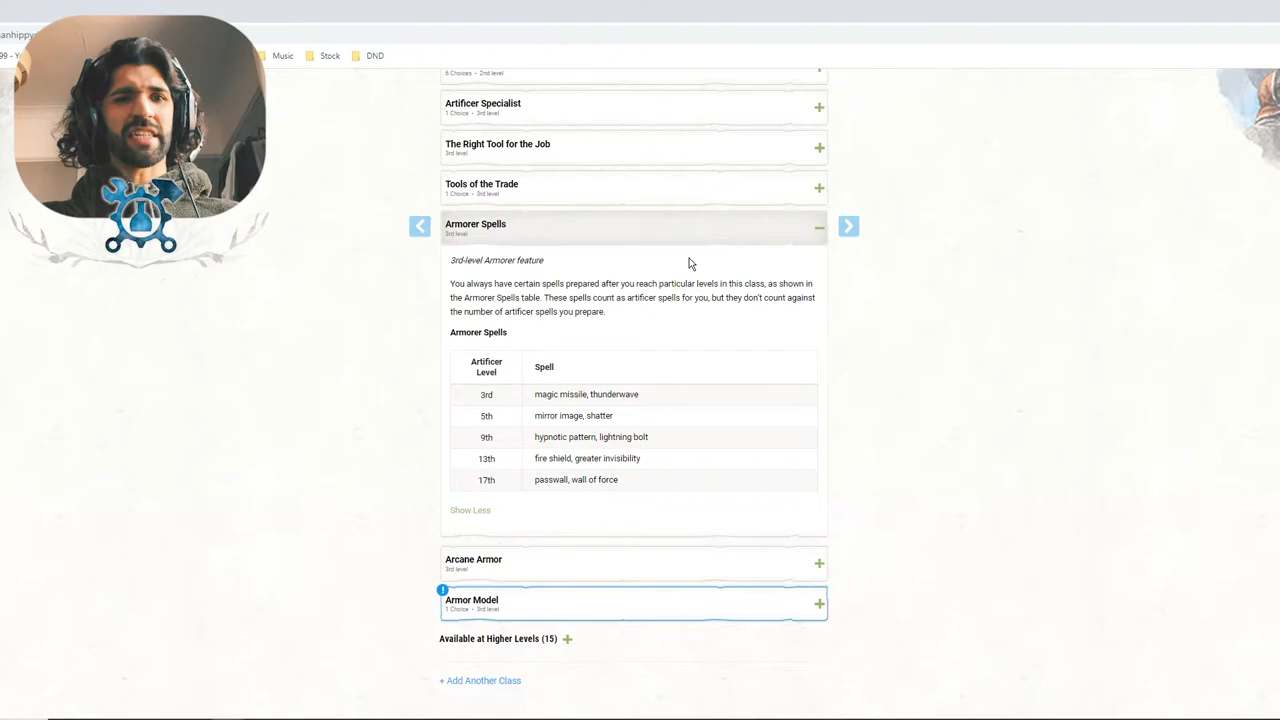 anhippy
99 - Y
Music
Stock
DND
6 Choices • 2nd level
Artificer Specialist
1 Choice • 3rd level
The Right Tool for the Job
3rd level
Tools of the Trade
1 Choice • 3rd level
Armorer Spells
3rd level
3rd-level Armorer feature
You always have certain spells prepared after you reach particular levels in this class, as shown in
the Armorer Spells table. These spells count as artificer spells for you, but they don't count against
the number of artificer spells you prepare.
Armorer Spells
Artificer
Level
Spell
3rd
magic missile, thunderwave
5th
mirror image, shatter
9th
hypnotic pattern, lightning bolt
13th
fire shield, greater invisibility
17th
passwall, wall of force
Show Less
Arcane Armor
3rd level
Armor Model
1 Choice • 3rd level
Available at Higher Levels (15)
+ Add Another Class